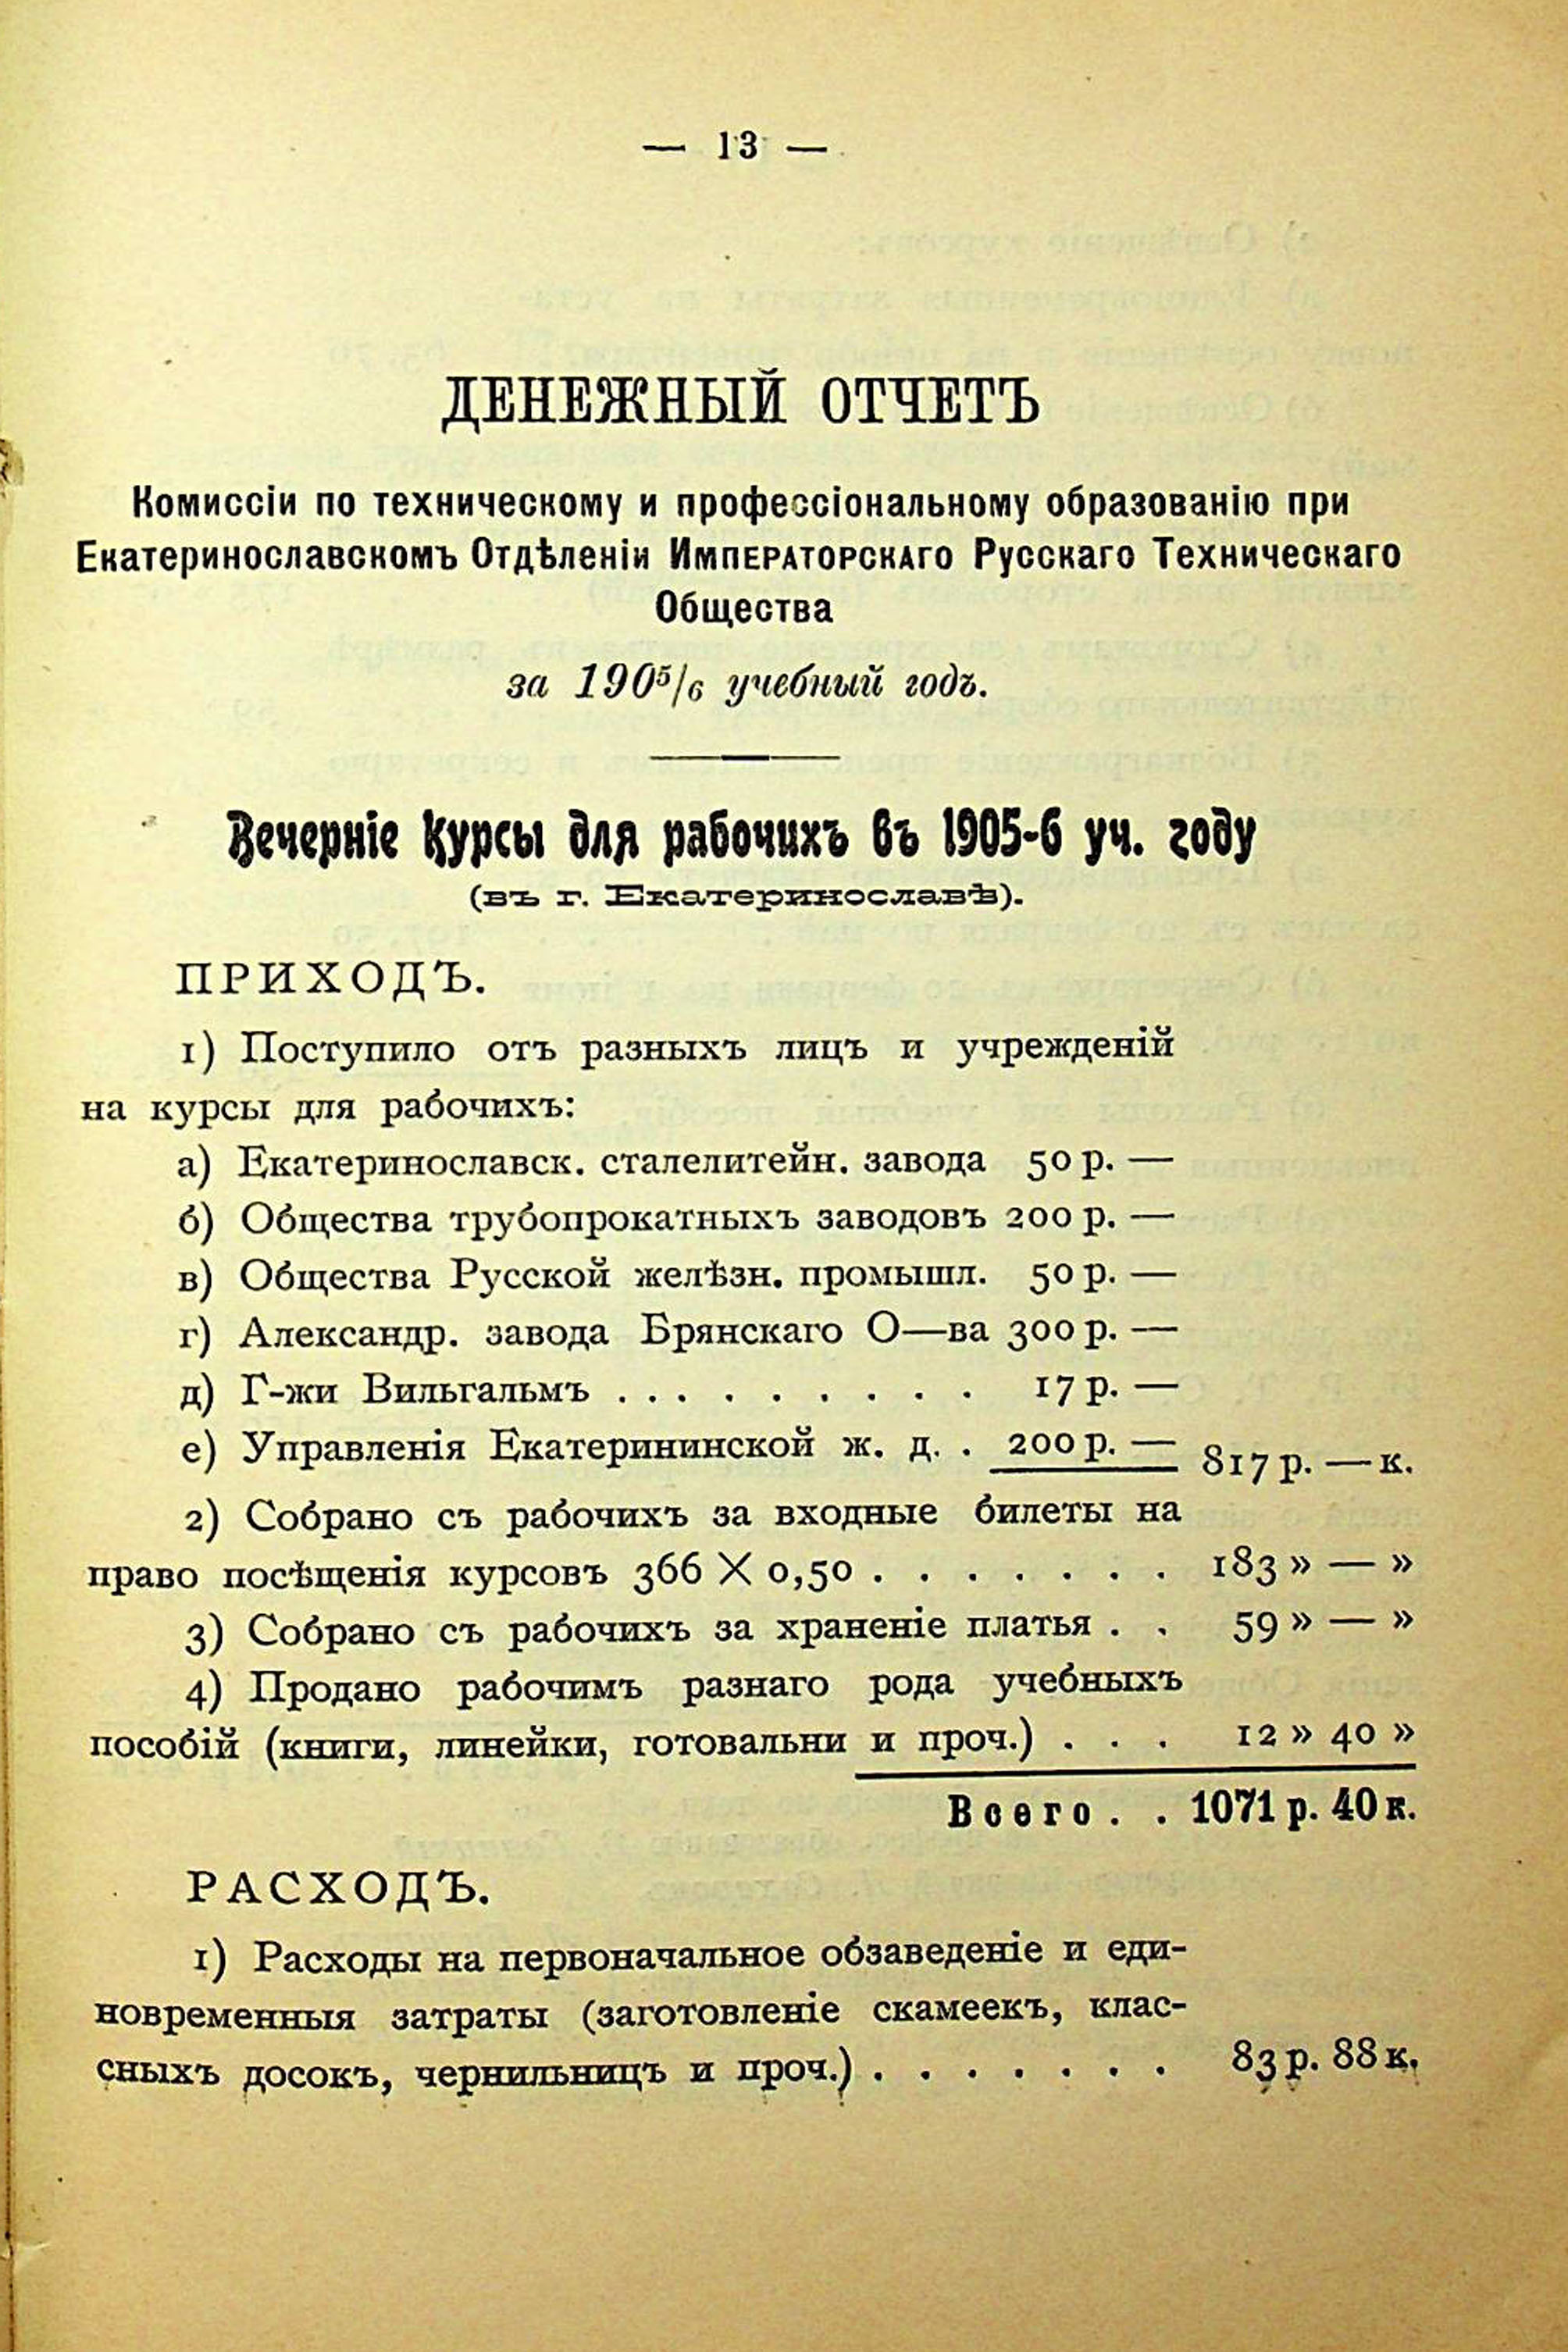 — 13 —
ДЕНЕЖНЫЙ ОТЧЕТЪ
Комиссіи по техническому и профессіональному образованію при
Екатеринославскомъ Отдѣленіи Императорскаго Русскаго Техническаго
Общества
за 190⁵/₆ учебный годъ.
Вечерніе Курсы для рабочихъ въ 1905-6 уч. году
(въ г. Екатеринославѣ).
ПРИХОДЪ.
1) Поступило отъ разныхъ лицъ и учрежденій
на курсы для рабочихъ:
а) Екатеринославск. сталелитейн. завода 50 р. —
б) Общества трубопрокатныхъ заводовъ 200 р. —
в) Общества Русской желѣзн. промышл. 50 р. —
г) Александр. завода Брянскаго О—ва 300 р. —
д) Г-жи Вильгальмъ . . . . . . . . . 17 р. —
е) Управленія Екатерининской ж. д. . 200 р. — 817 р. — к.
2) Собрано съ рабочихъ за входные билеты на
право посѣщенія курсовъ 366 X 0,50 . . . . . . . 183 » — »
3) Собрано съ рабочихъ за храненіе платья . . 59 » — »
4) Продано рабочимъ разнаго рода учебныхъ
пособій (книги, линейки, готовальни и проч.) . . . 12 » 40 »
Всего . . 1071 р. 40 к.
РАСХОДЪ.
1) Расходы на первоначальное обзаведеніе и еди-
новременныя затраты (заготовленіе скамеекъ, клас-
сныхъ досокъ, чернильницъ и проч.) . . . . . . . 83 р. 88 к.